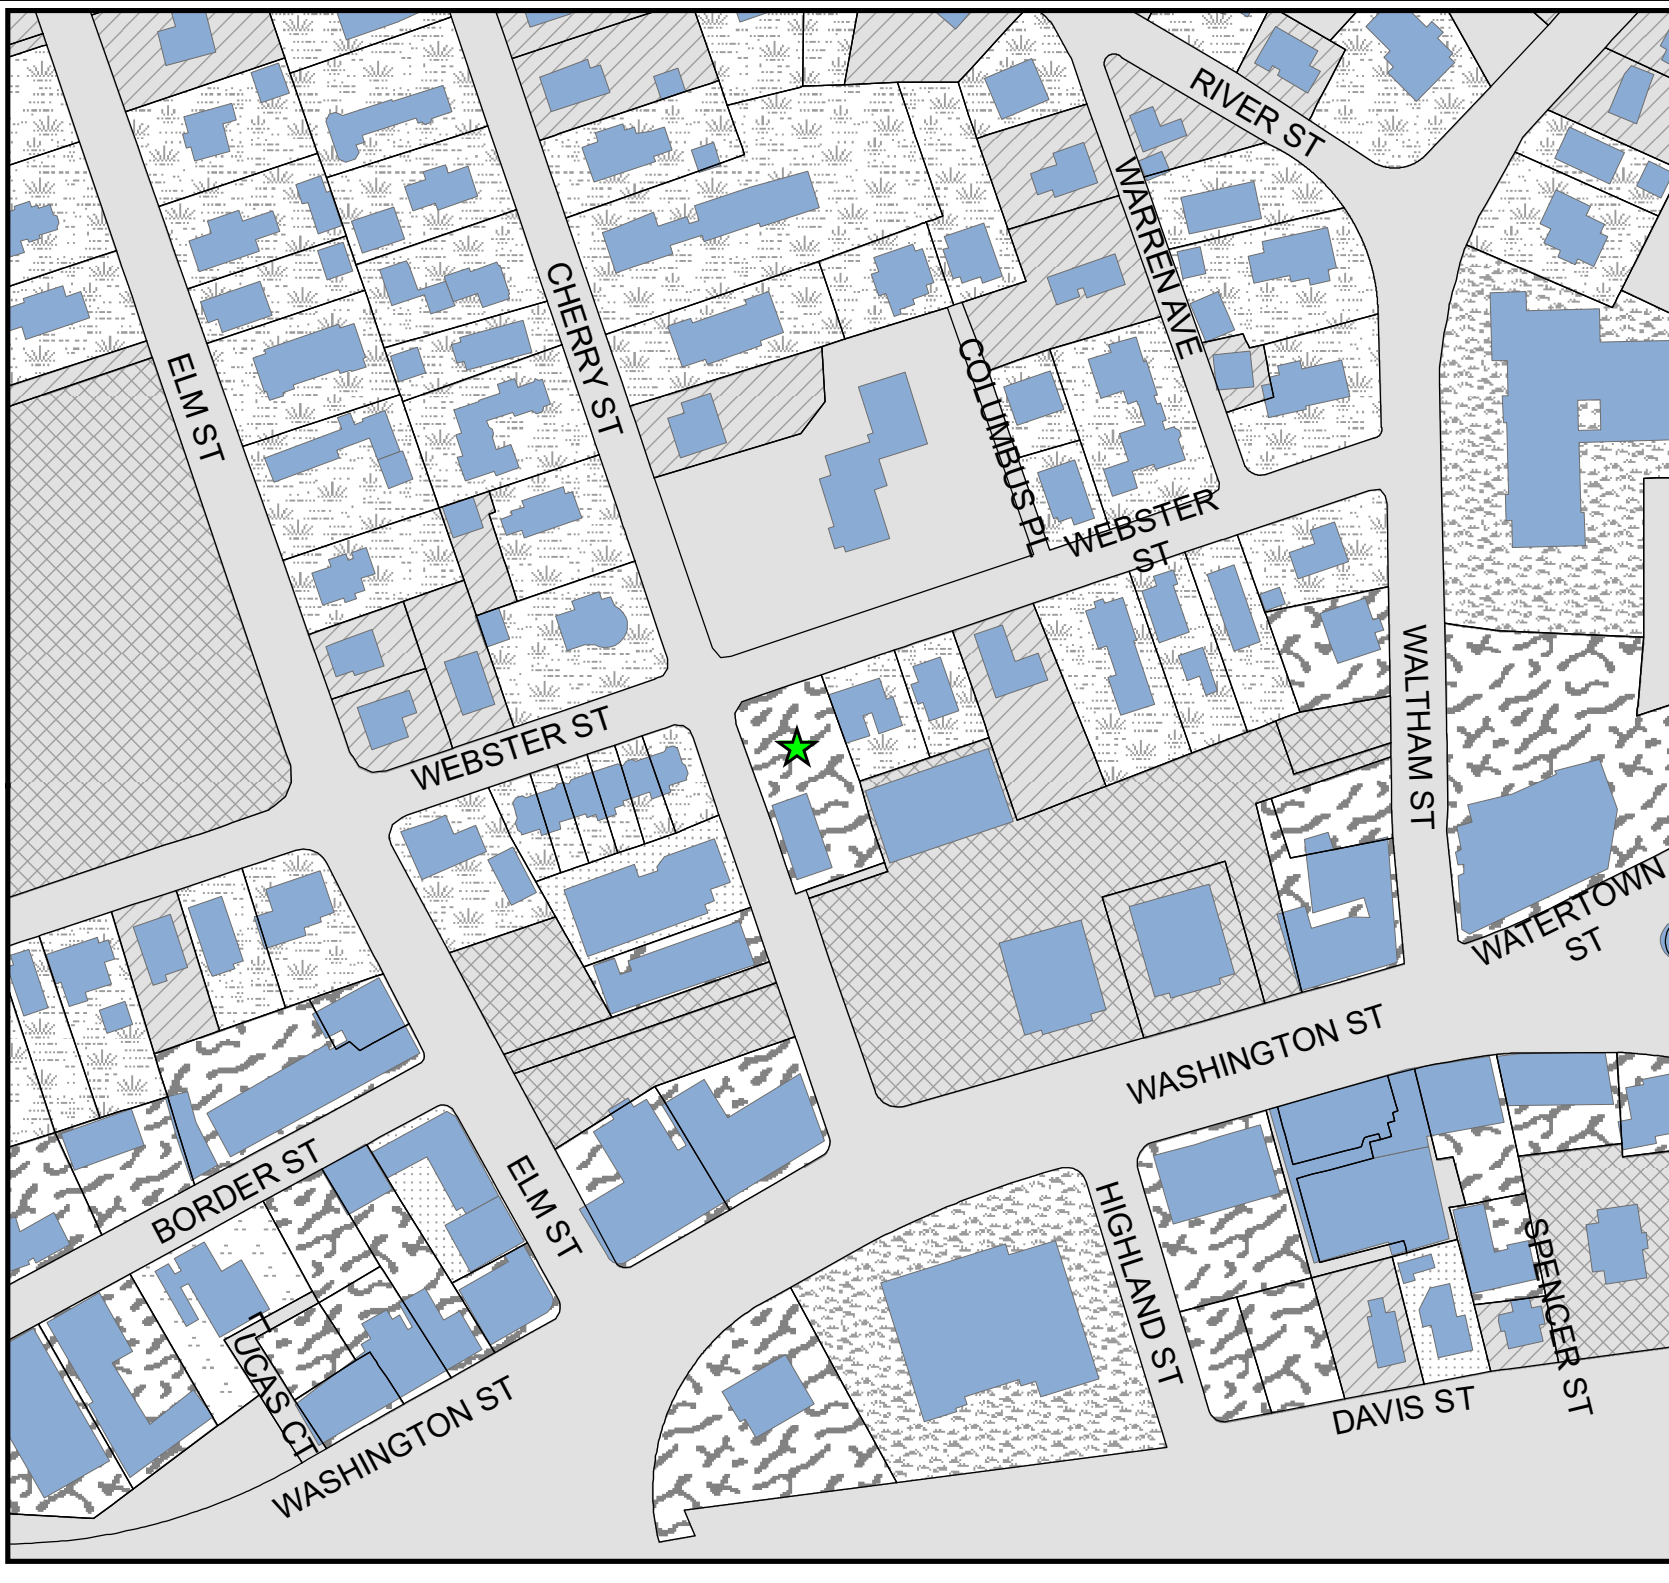 RIVER ST
WARREN AVE
CHERRY ST
ELM ST
COLUMBUS PL
WEBSTER
ST
WALTHAM ST
WEBSTER ST
WATERTOWN
ST
WASHINGTON ST
BORDER ST
ELM ST
HIGHLAND ST
SPENCER ST
LUCAS CT
DAVIS ST
WASHINGTON ST